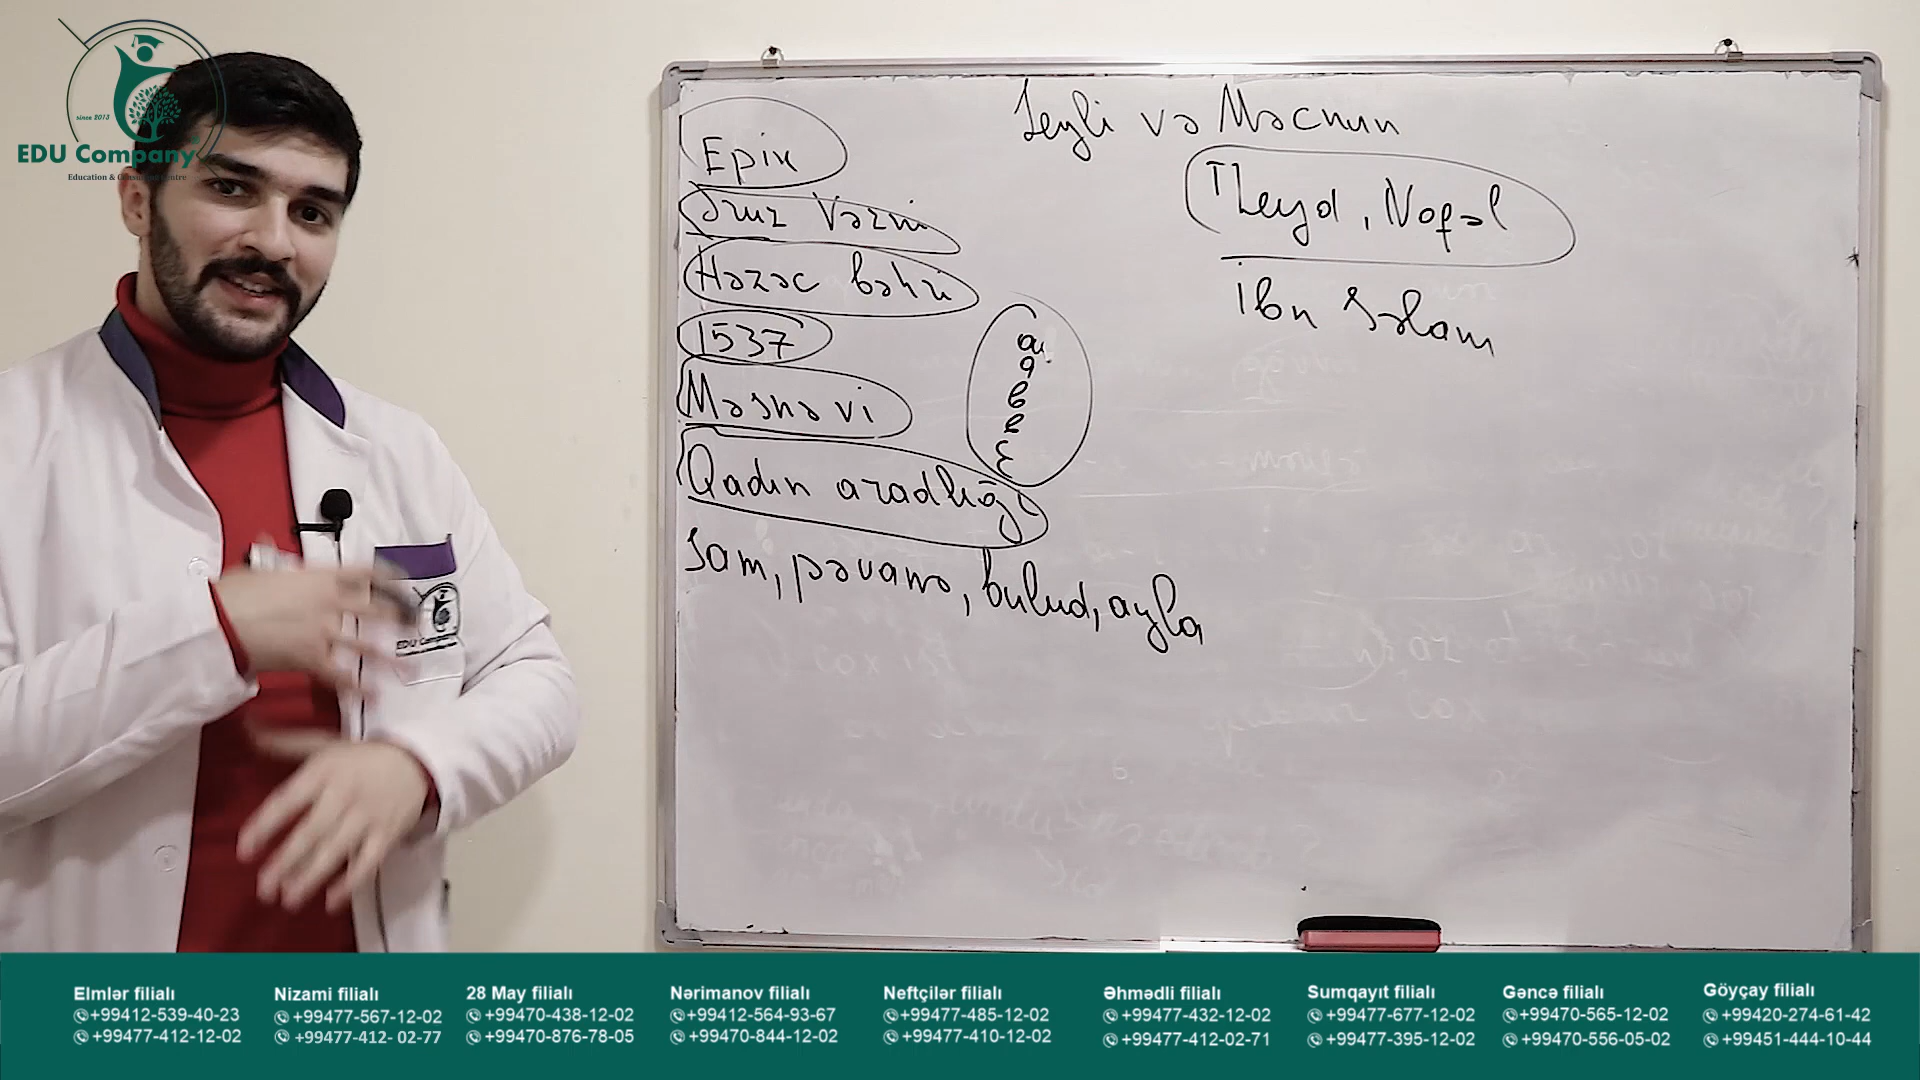 since 2013
EDU Company
Education & Consulting Centre
Leyli və Məcnun
Epik
Əruz Vəzni
Həzəc bəhri
1537
Məsnəvi
Qadın azadlığı
Şam, pəvanə, bulud, ayla
Zeyd, Nofəl
İbn Səlam
aa
b
b
EDU Company
Elmlər filialı
+99412-539-40-23
+99477-412-12-02
Nizami filialı
+99477-567-12-02
+99477-412- 02-77
28 May filialı
+99470-438-12-02
+99470-876-78-05
Nərimanov filialı
+99412-564-93-67
+99470-844-12-02
Neftçilər filialı
+99477-485-12-02
+99477-410-12-02
Əhmədli filialı
+99477-432-12-02
+99477-412-02-71
Sumqayıt filialı
+99477-677-12-02
+99477-395-12-02
Gəncə filialı
+99470-565-12-02
+99470-556-05-02
Göyçay filialı
+99420-274-61-42
+99451-444-10-44